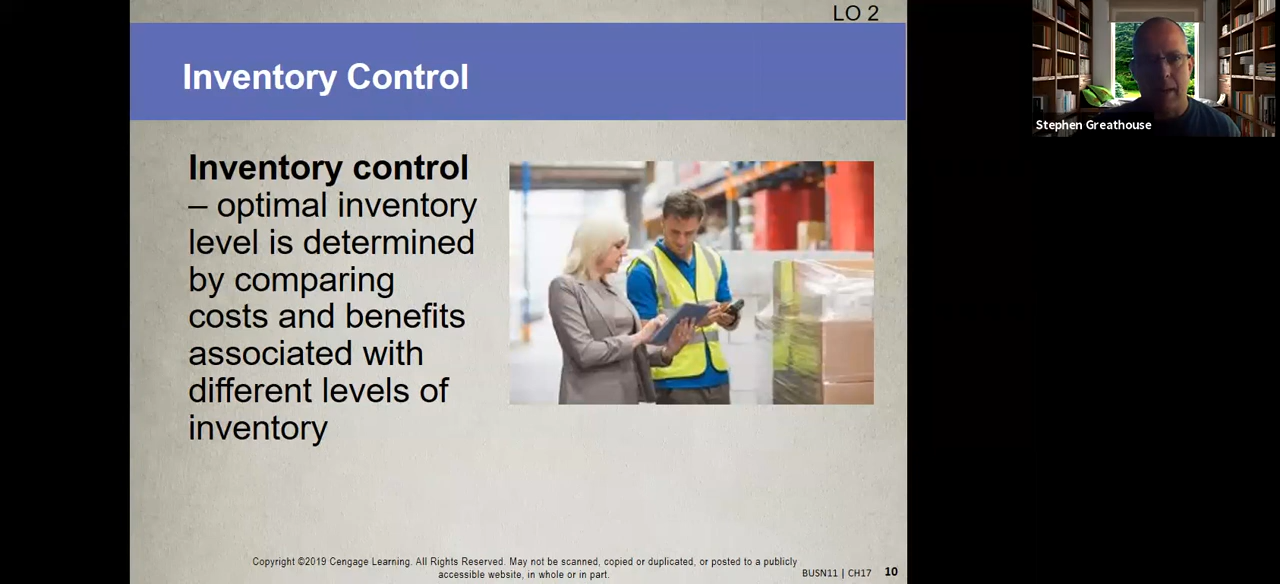 LO 2
Inventory Control
Inventory control
– optimal inventory
level is determined
by comparing
costs and benefits
associated with
different levels of
inventory
Stephen Greathouse
Copyright ©2019 Cengage Learning. All Rights Reserved. May not be scanned, copied or duplicated, or posted to a publicly
accessible website, in whole or in part.
BUSN11 | CH17 10